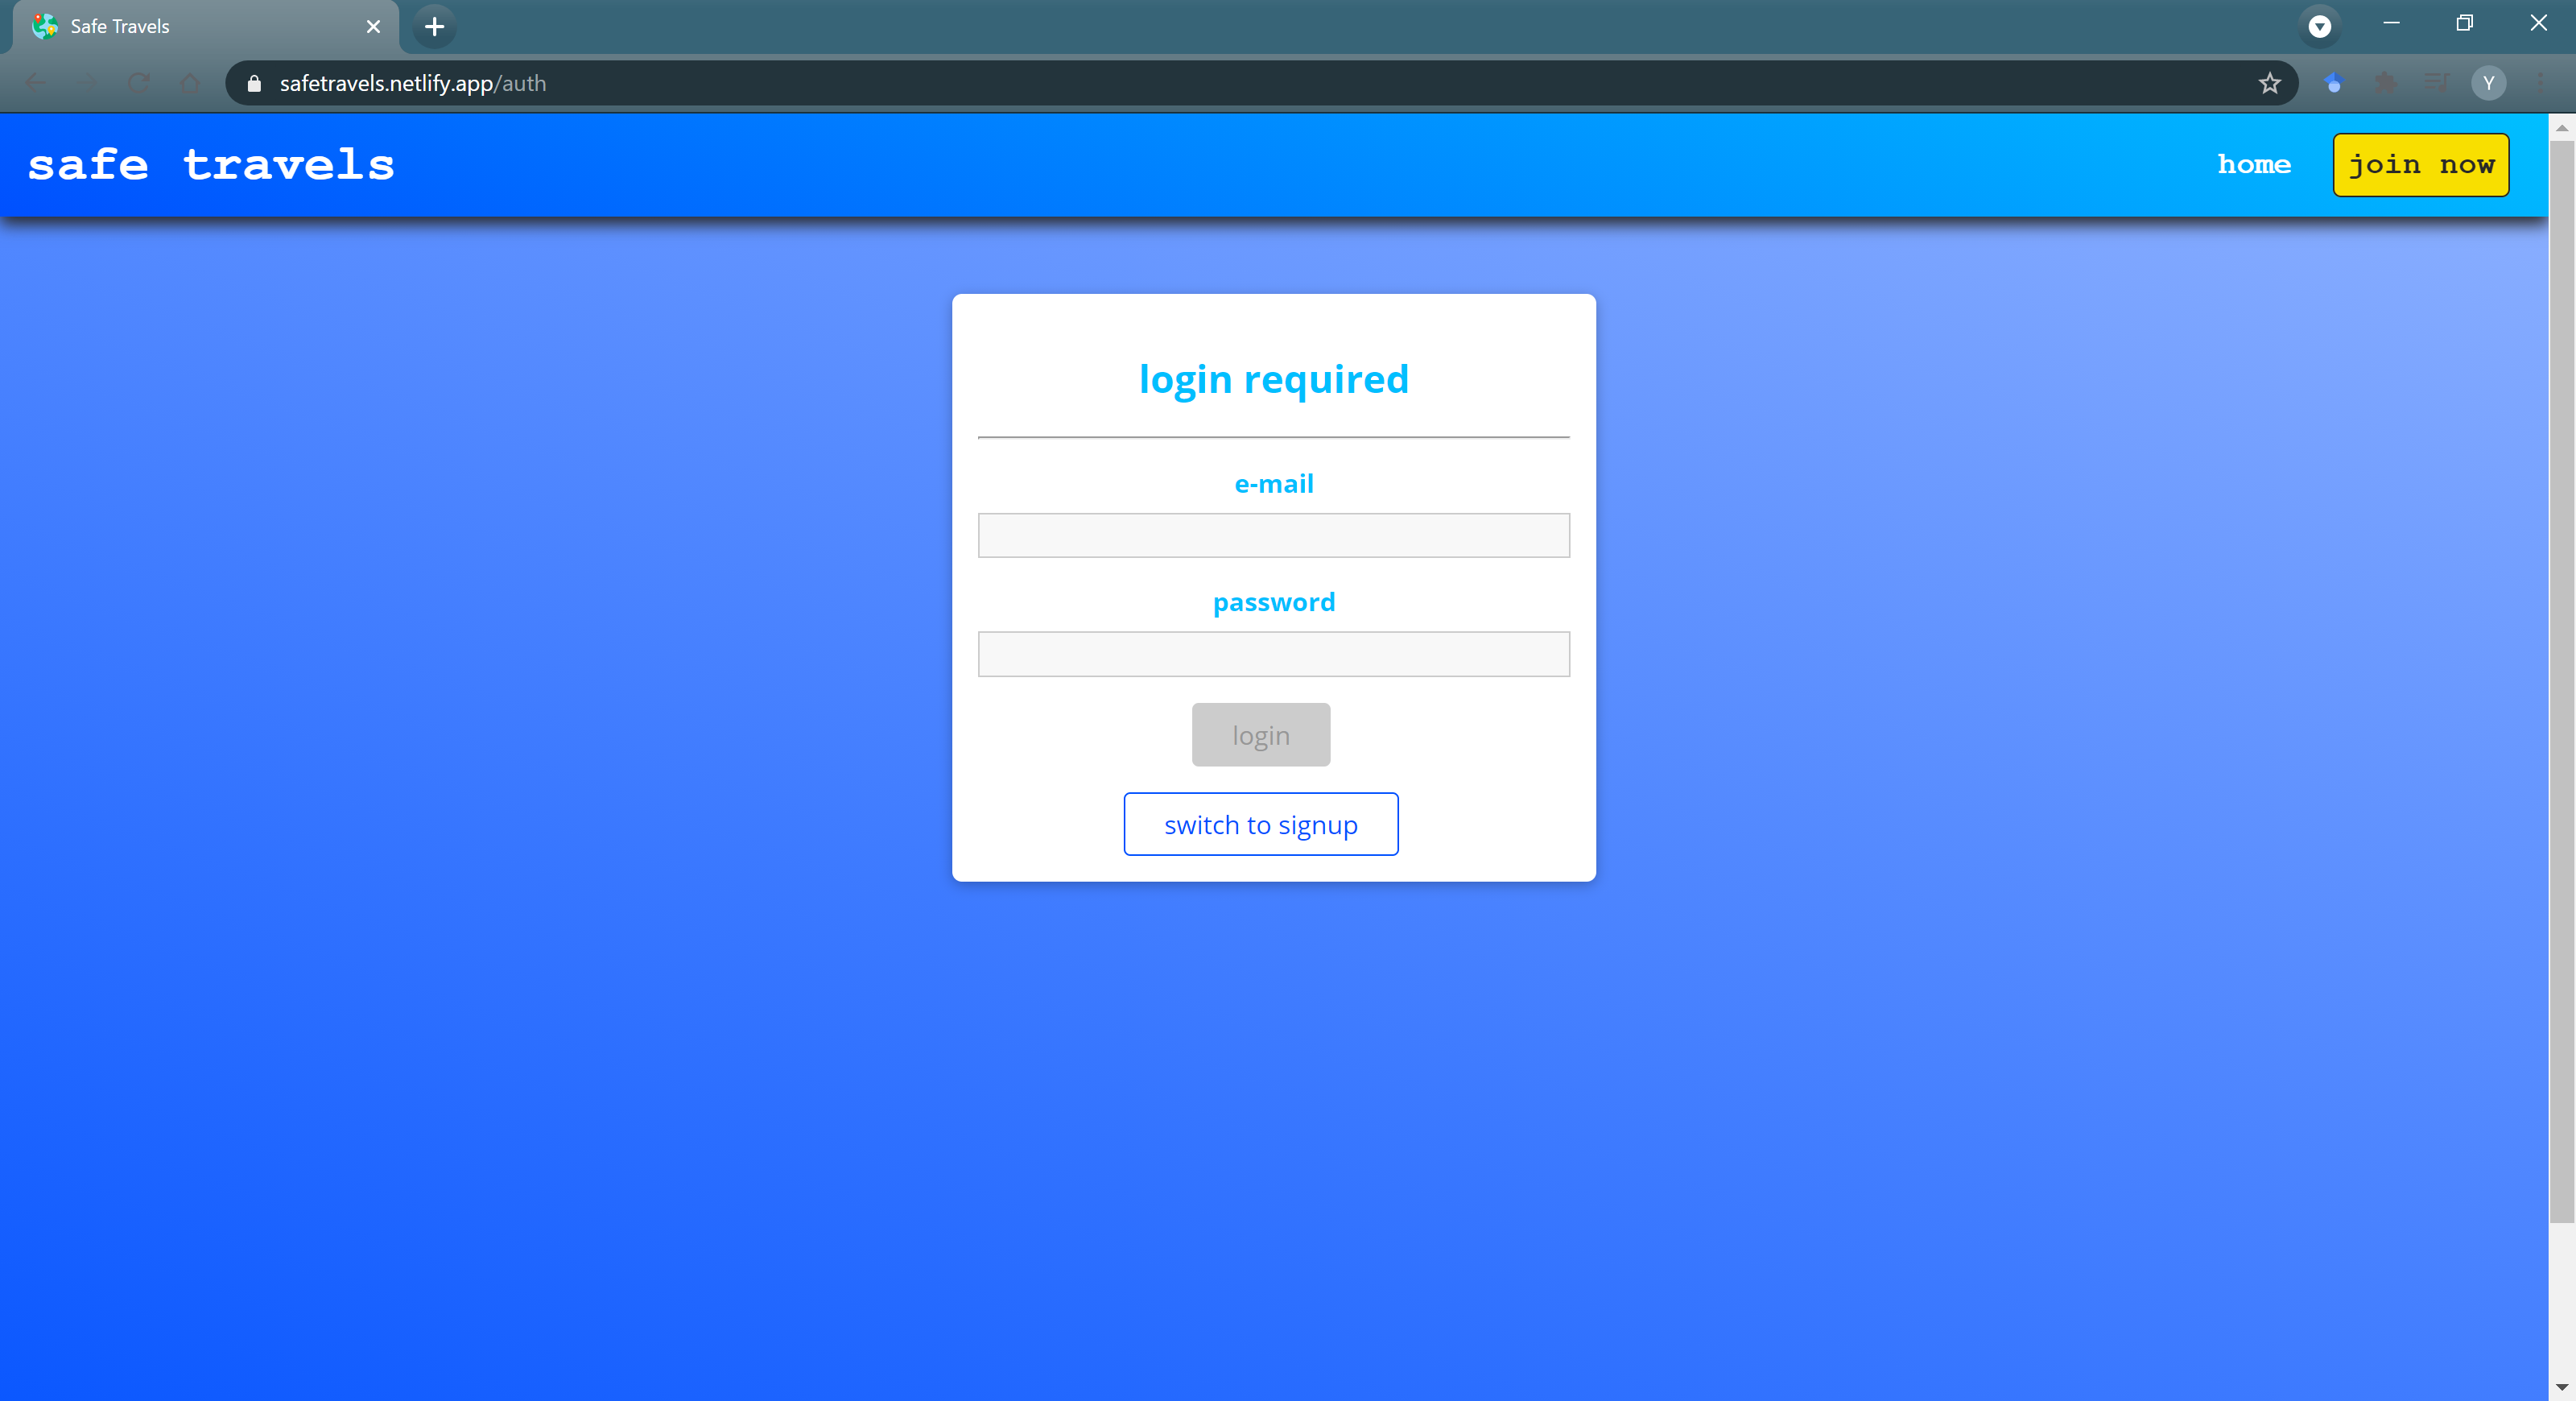 Safe Travels
safetravels.netlify.app/auth
Y
safe travels
home
join now
login required
e-mail
password
login
switch to signup